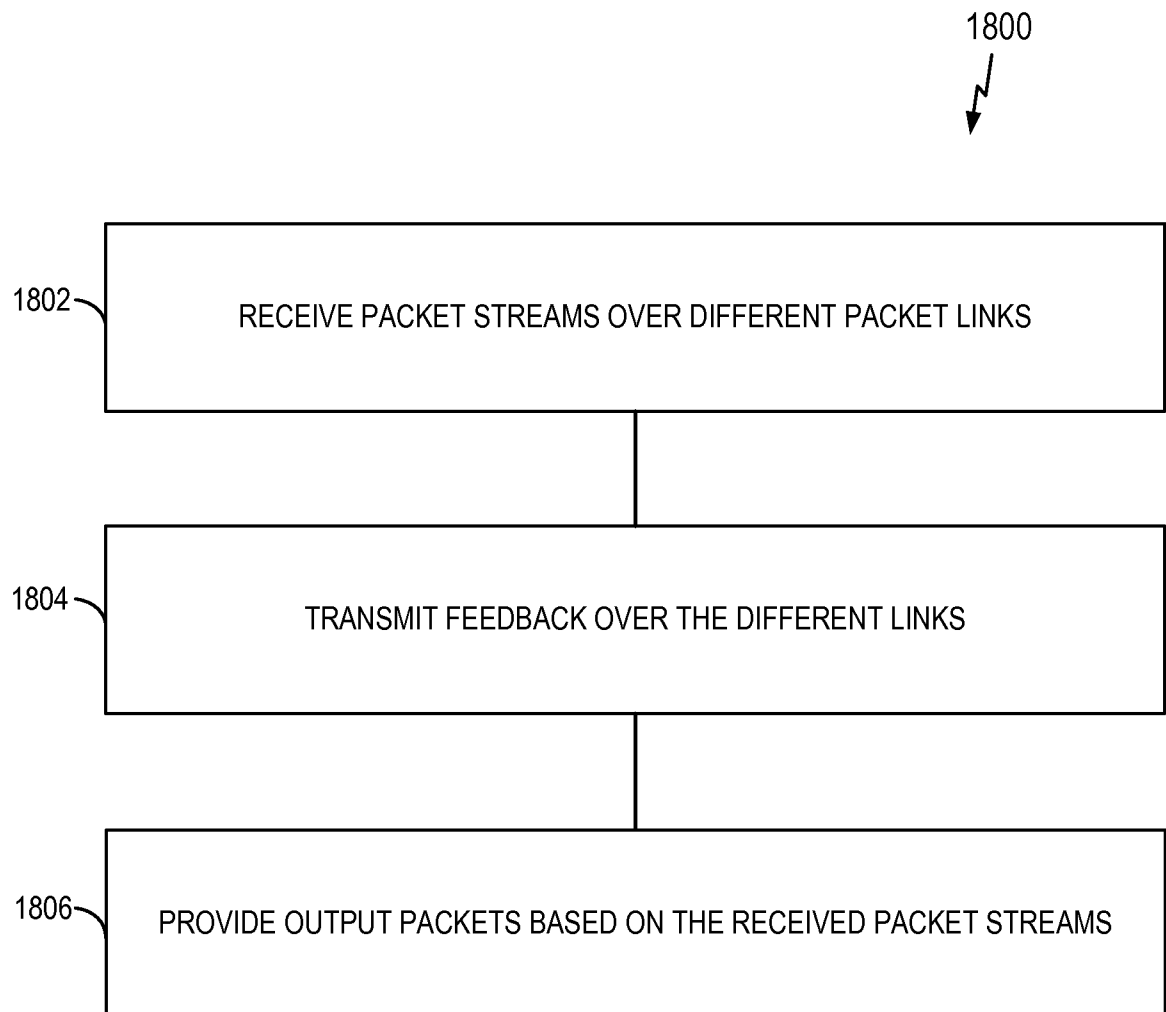 1800
1802
RECEIVE PACKET STREAMS OVER DIFFERENT PACKET LINKS
1804
TRANSMIT FEEDBACK OVER THE DIFFERENT LINKS
1806
PROVIDE OUTPUT PACKETS BASED ON THE RECEIVED PACKET STREAMS